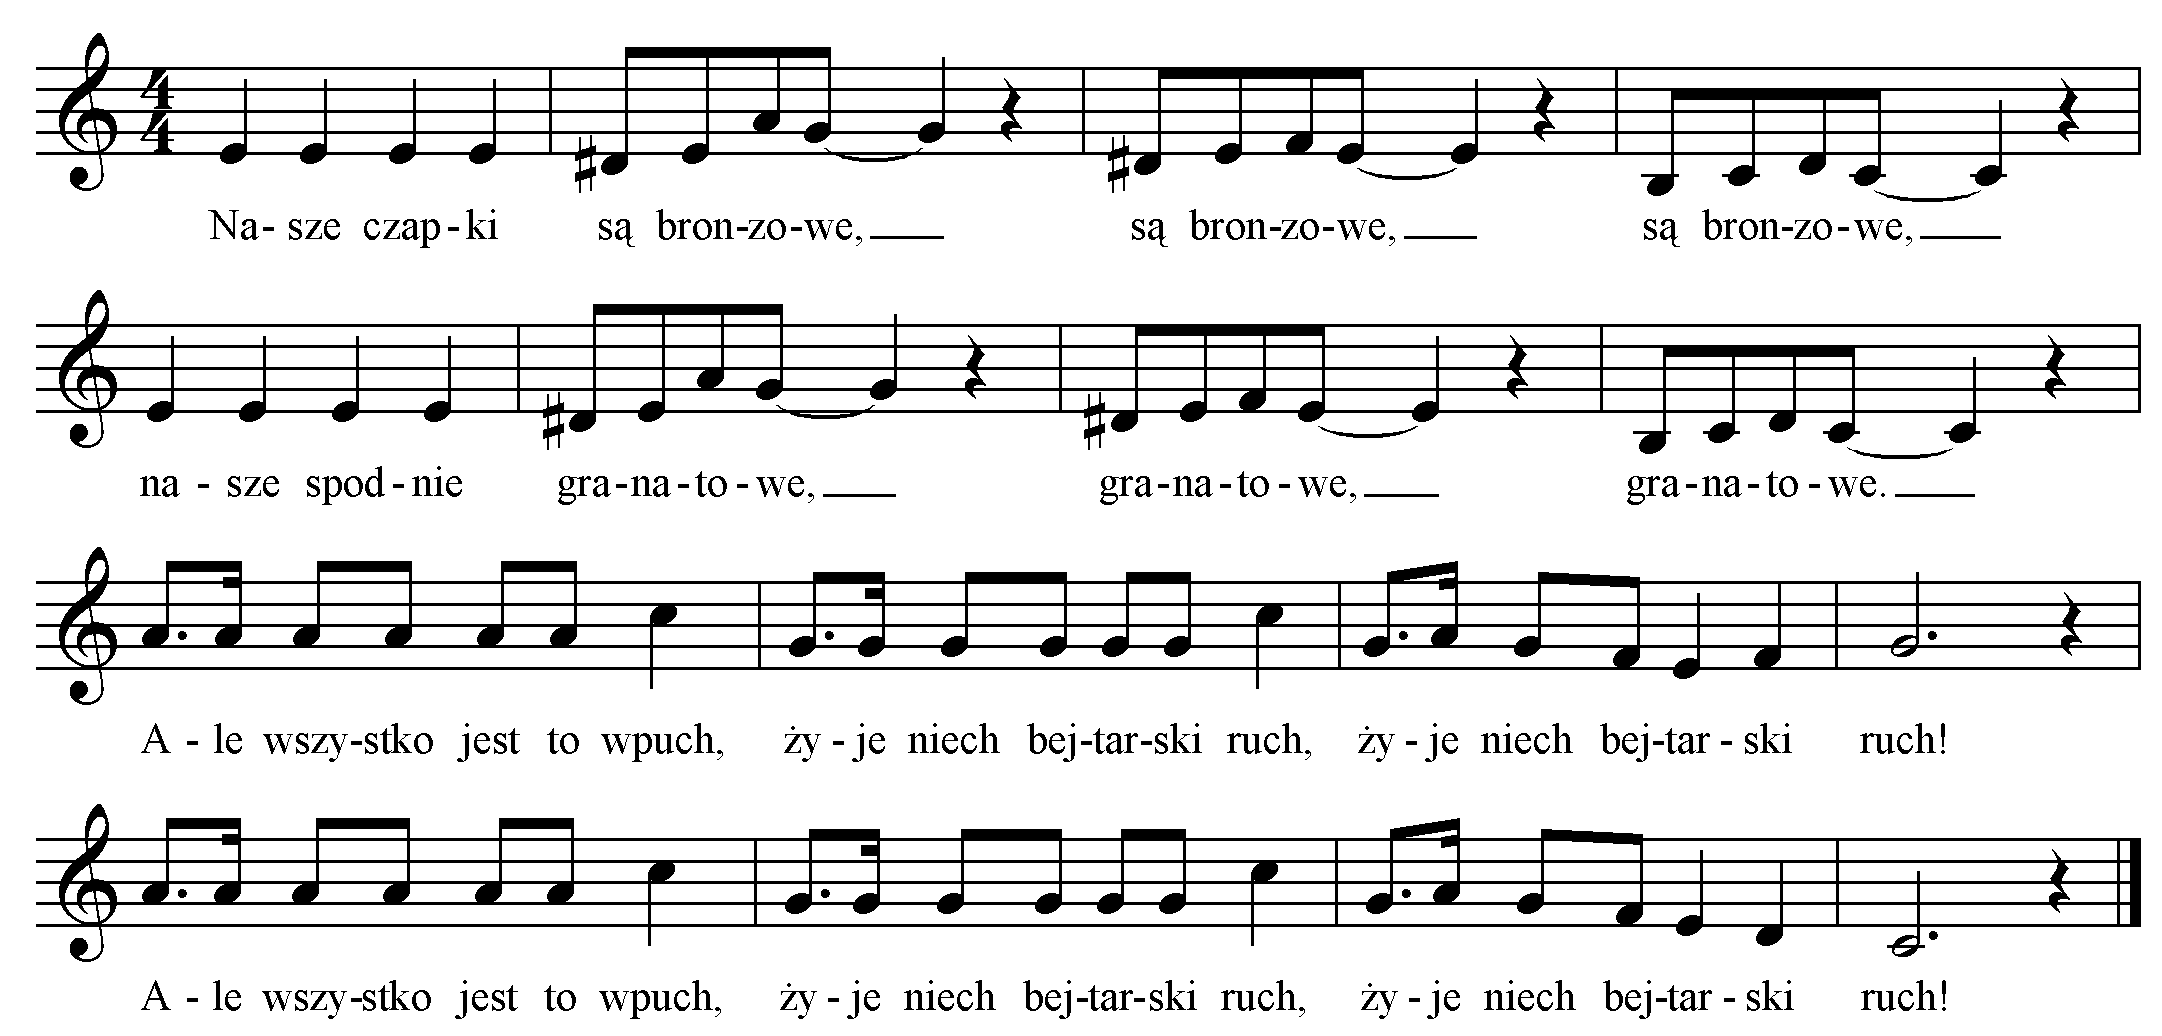 4
4
Na- sze czap-ki są bron-zo-we, są bron-zo-we, są bron-zo-we,
na - sze spod-nie gra-na-to-we, gra-na-to-we, gra-na-to-we.
A - le wszy-stko jest to wpuch, ży-je niech bej-tar-ski ruch, ży-je niech bej-tar-ski ruch!
A - le wszy-stko jest to wpuch, ży-je niech bej-tar-ski ruch, ży-je niech bej-tar-ski ruch!